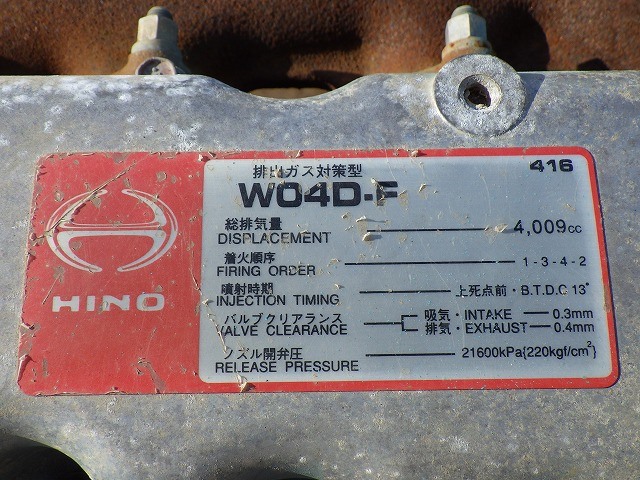 HINO
排出ガス対策型 416
W04D-F
総排気量
DISPLACEMENT 4,009cc
着火順序
FIRING ORDER 1-3-4-2
噴射時期
INJECTION TIMING 上死点前・B.T.D.C 13°
バルブクリアランス 吸気・INTAKE 0.3mm
VALVE CLEARANCE 排気・EXHAUST 0.4mm
ノズル開弁圧
RELEASE PRESSURE 21600kPa{220kgf/cm²}